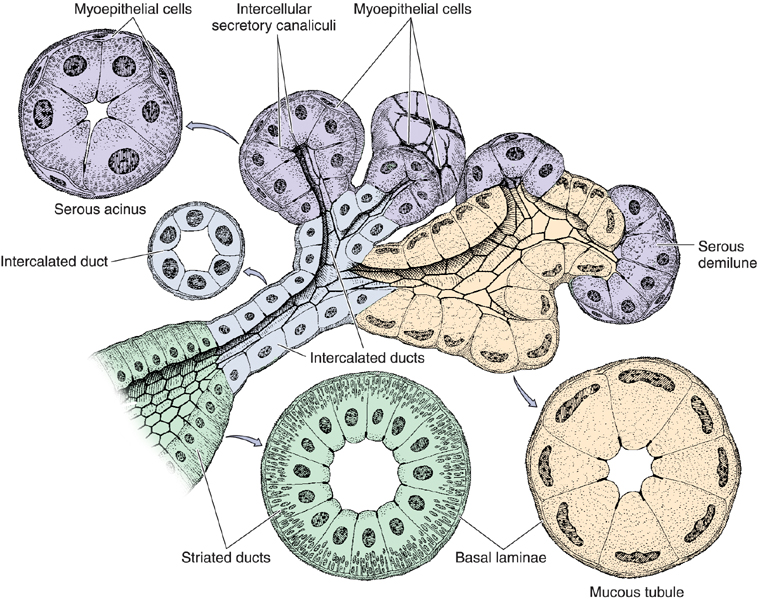 Myoepithelial cells
Intercellular
secretory canaliculi
Myoepithelial cells
Serous acinus
Intercalated duct
Serous
demilune
Intercalated ducts
Striated ducts
Basal laminae
Mucous tubule